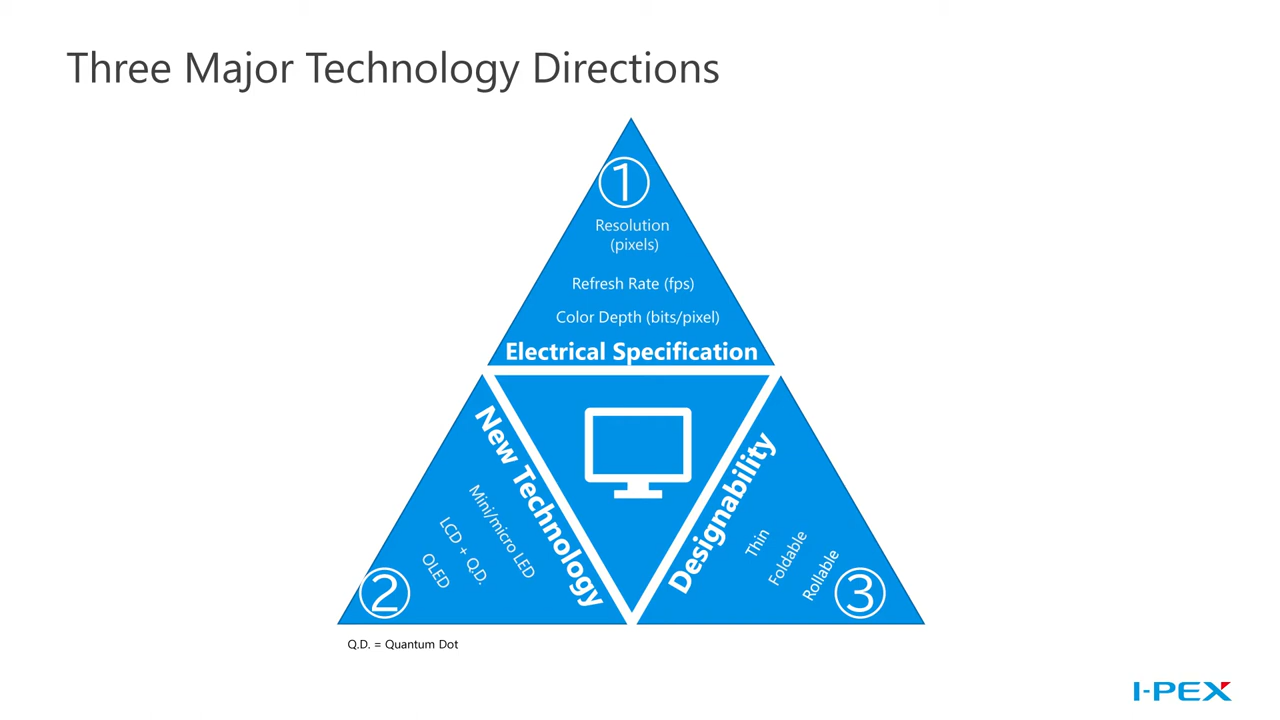 Three Major Technology Directions
①
Resolution
(pixels)
Refresh Rate (fps)
Color Depth (bits/pixel)
Electrical Specification
New Technology
Mini/micro LED
LCD + Q.D.
OLED
②
Designability
Thin
Foldable
Rollable
③
Q.D. = Quantum Dot
I-PEX